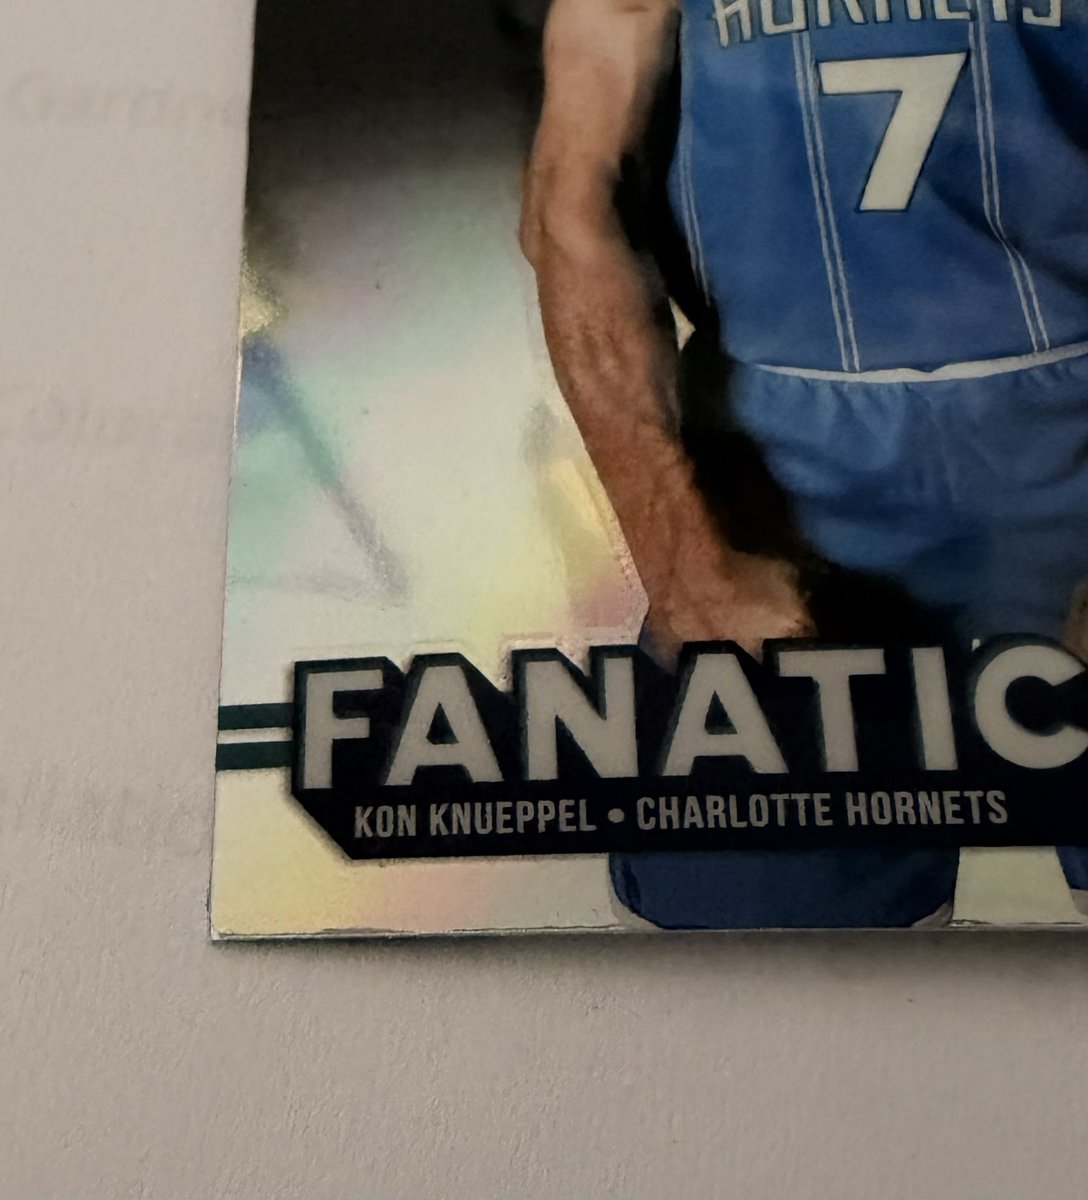 HORNETS
7
FANATIC
KON KNUEPPEL • CHARLOTTE HORNETS